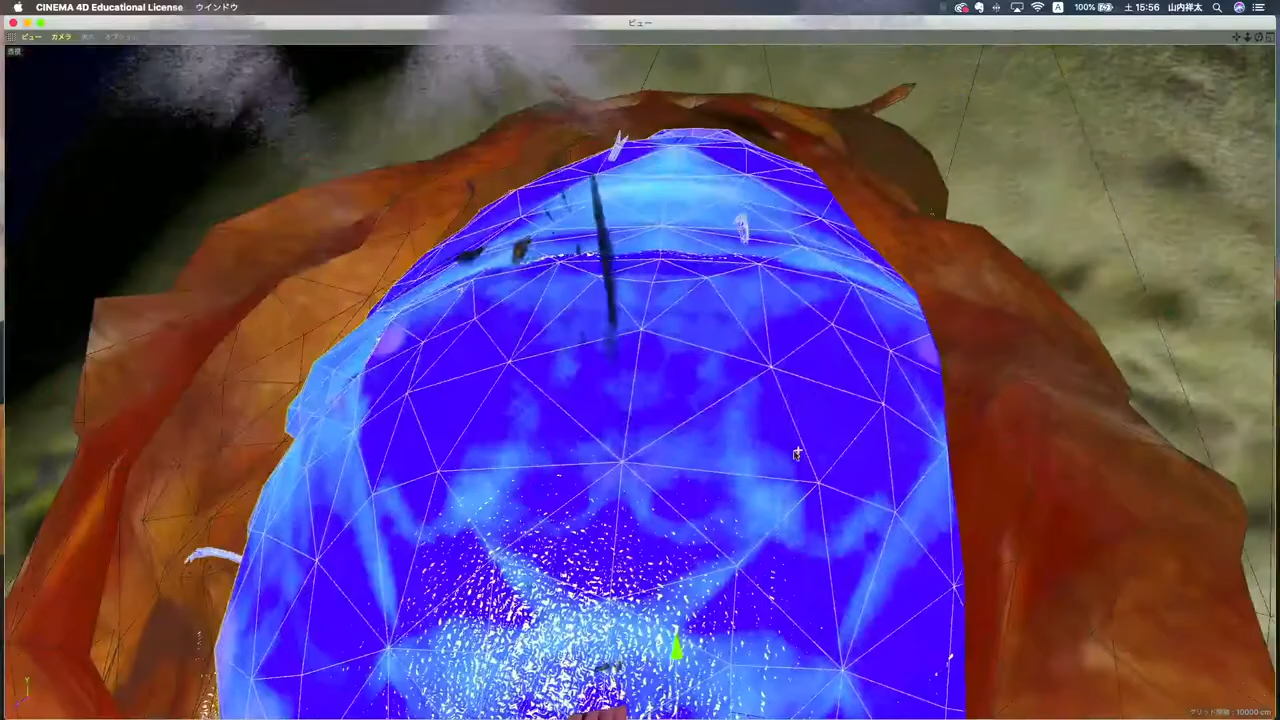 CINEMA 4D Educational License ウインドウ
100% 土 15:56 山内祥太
ビュー
ビュー カメラ
透視
グリッド間隔 : 10000 cm